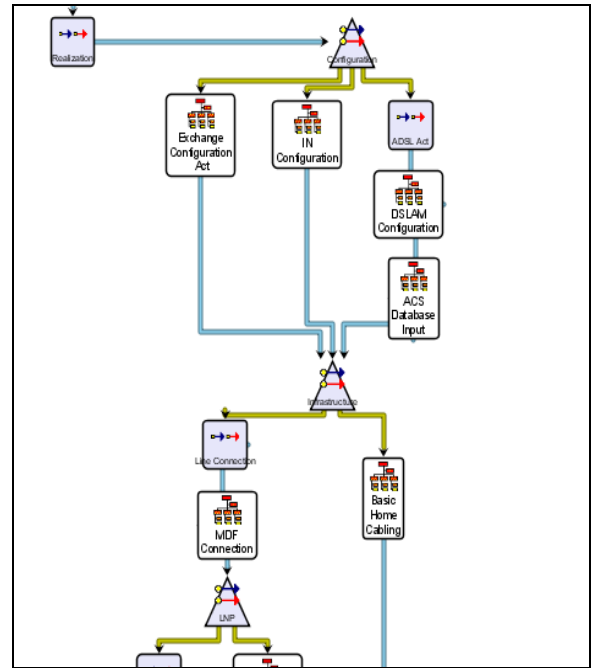 Realization
Configuration
Exchange
Configuration
Act
IN
Configuration
ADSL Act
DSLAM
Configuration
ACS
Database
Input
Infrastructure
Line Connection
Basic
Home
Cabling
MDF
Connection
LNP